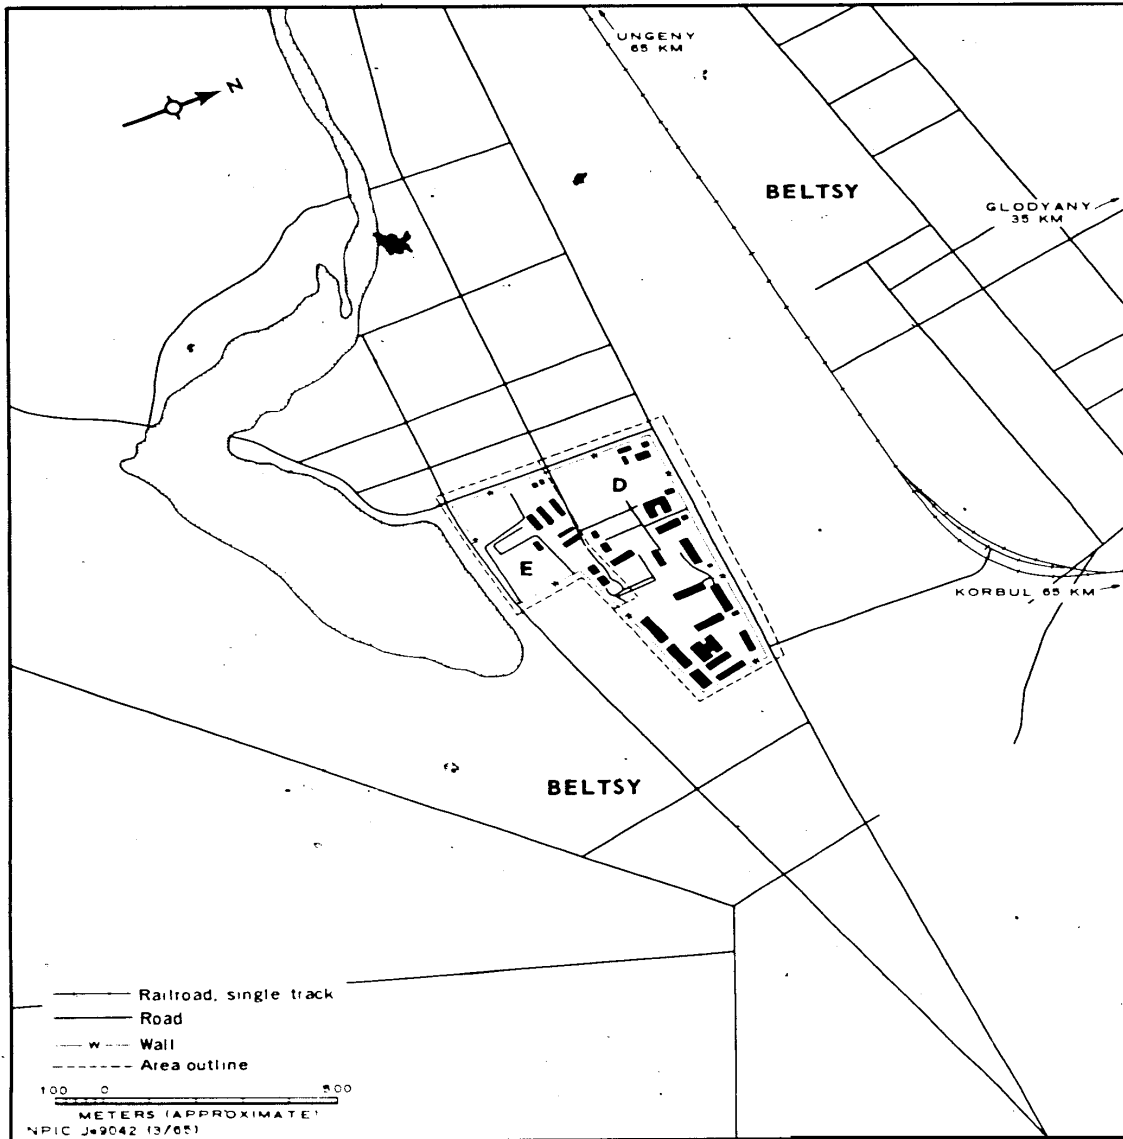 UNGENY
65 KM
N
BELTSY
GLODYANY
35 KM
D
E
KORBUL 65 KM
BELTSY
Railroad, single track
Road
W Wall
Area outline
100 0 500
METERS (APPROXIMATE)
NPIC J-9042 (3/65)